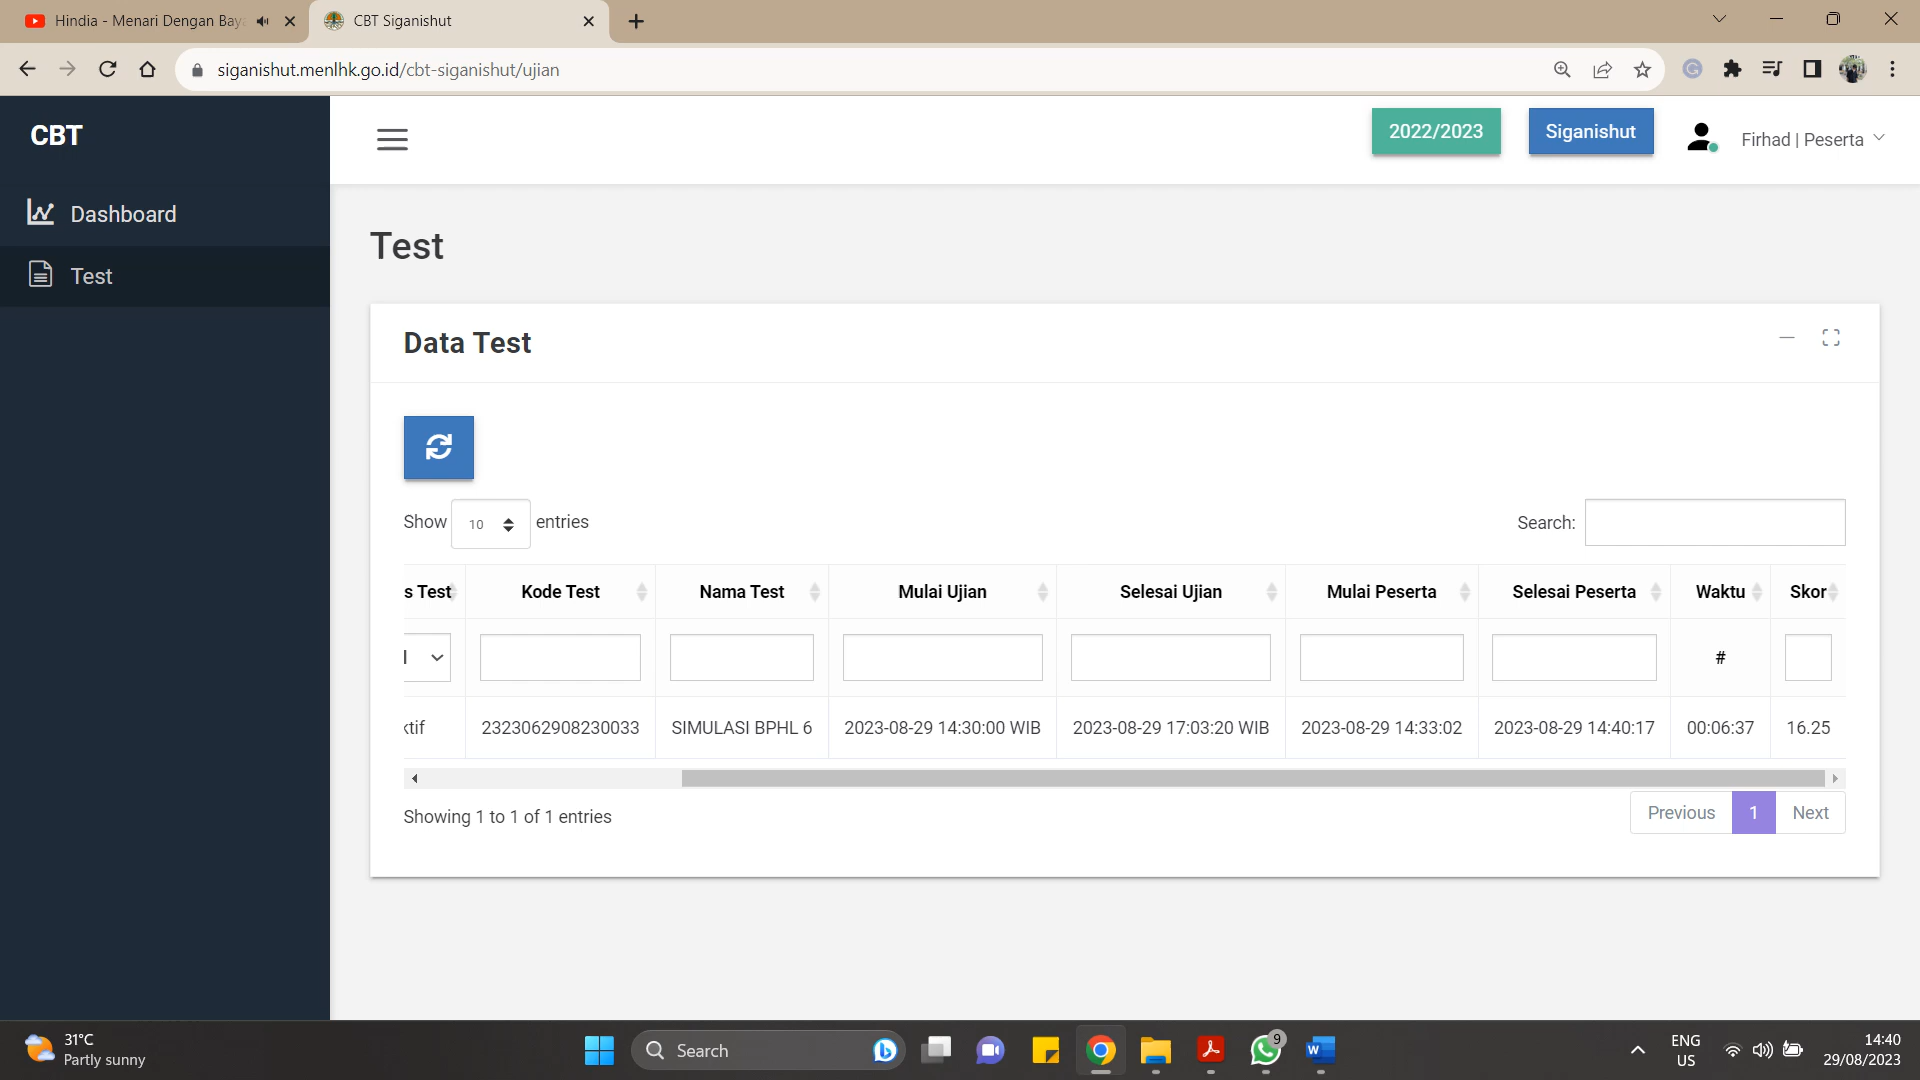 Hindia - Menari Dengan Bay
CBT Siganishut
siganishut.menlhk.go.id/cbt-siganishut/ujian
CBT
2022/2023
Siganishut
Firhad | Peserta
Dashboard
Test
Test
Data Test
Show 10 entries
Search:
s Test
Kode Test
Nama Test
Mulai Ujian
Selesai Ujian
Mulai Peserta
Selesai Peserta
Waktu
Skor
#
ktif
2323062908230033
SIMULASI BPHL 6
2023-08-29 14:30:00 WIB
2023-08-29 17:03:20 WIB
2023-08-29 14:33:02
2023-08-29 14:40:17
00:06:37
16.25
Showing 1 to 1 of 1 entries
Previous
1
Next
31°C
Partly sunny
Search
9
ENG
US
14:40
29/08/2023